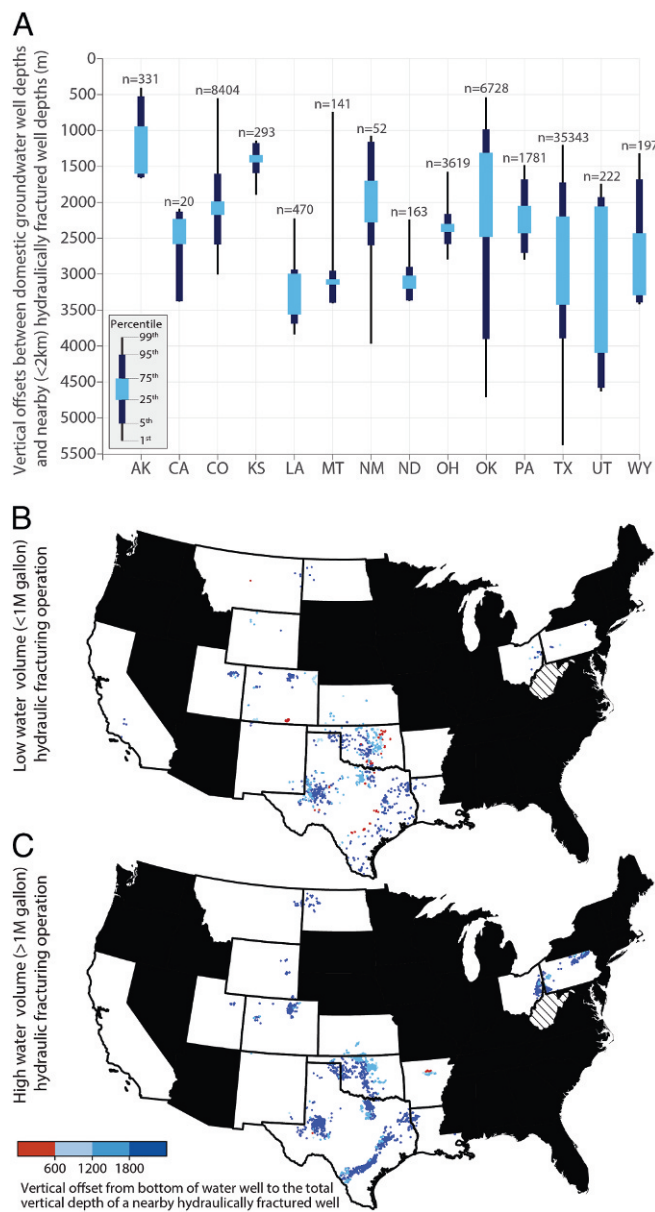 A
Vertical offsets between domestic groundwater well depths
and nearby (<2km) hydraulically fractured well depths (m)
0
500
1000
1500
2000
2500
3000
3500
4000
4500
5000
5500
n=331
n=20
n=8404
n=293
n=470
n=141
n=52
n=163
n=3619
n=6728
n=1781
n=35343
n=222
n=197
Percentile
99th
95th
75th
25th
5th
1st
AK CA CO KS LA MT NM ND OH OK PA TX UT WY
B
Low water volume (<1M gallon)
hydraulic fracturing operation
C
High water volume (>1M gallon)
hydraulic fracturing operation
600 1200 1800
Vertical offset from bottom of water well to the total
vertical depth of a nearby hydraulically fractured well